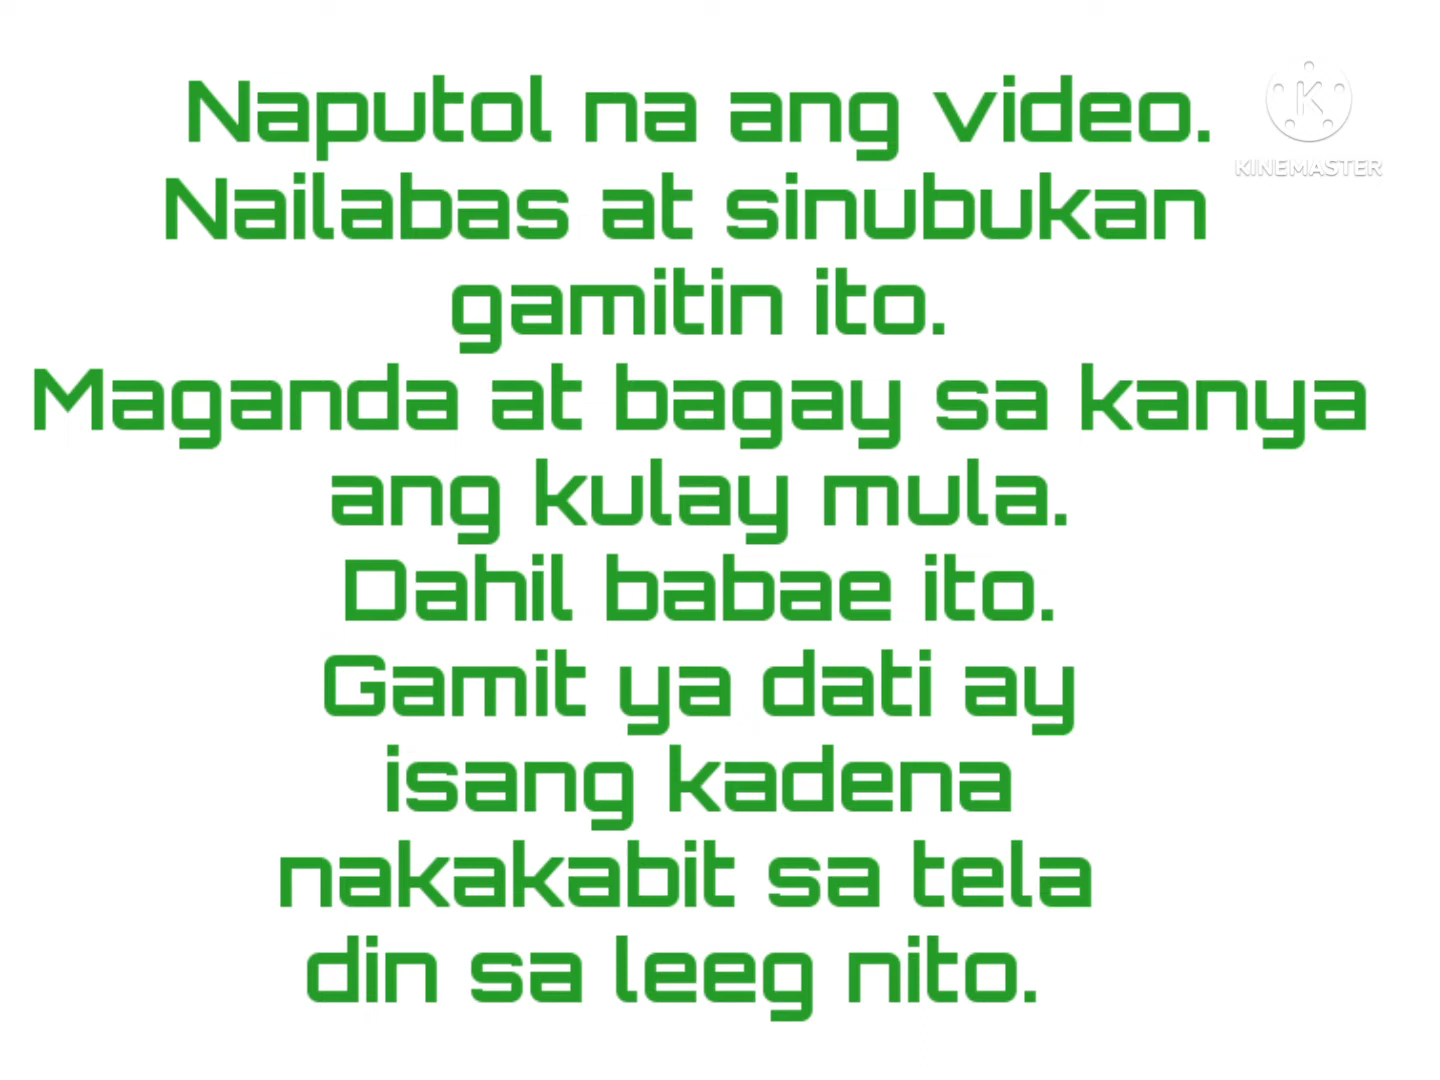 Naputol na ang video.
KINEMASTER
Nailabas at sinubukan
gamitin ito.
Maganda at bagay sa kanya
ang kulay mula.
Dahil babae ito.
Gamit ya dati ay
isang kadena
nakakabit sa tela
din sa leeg nito.